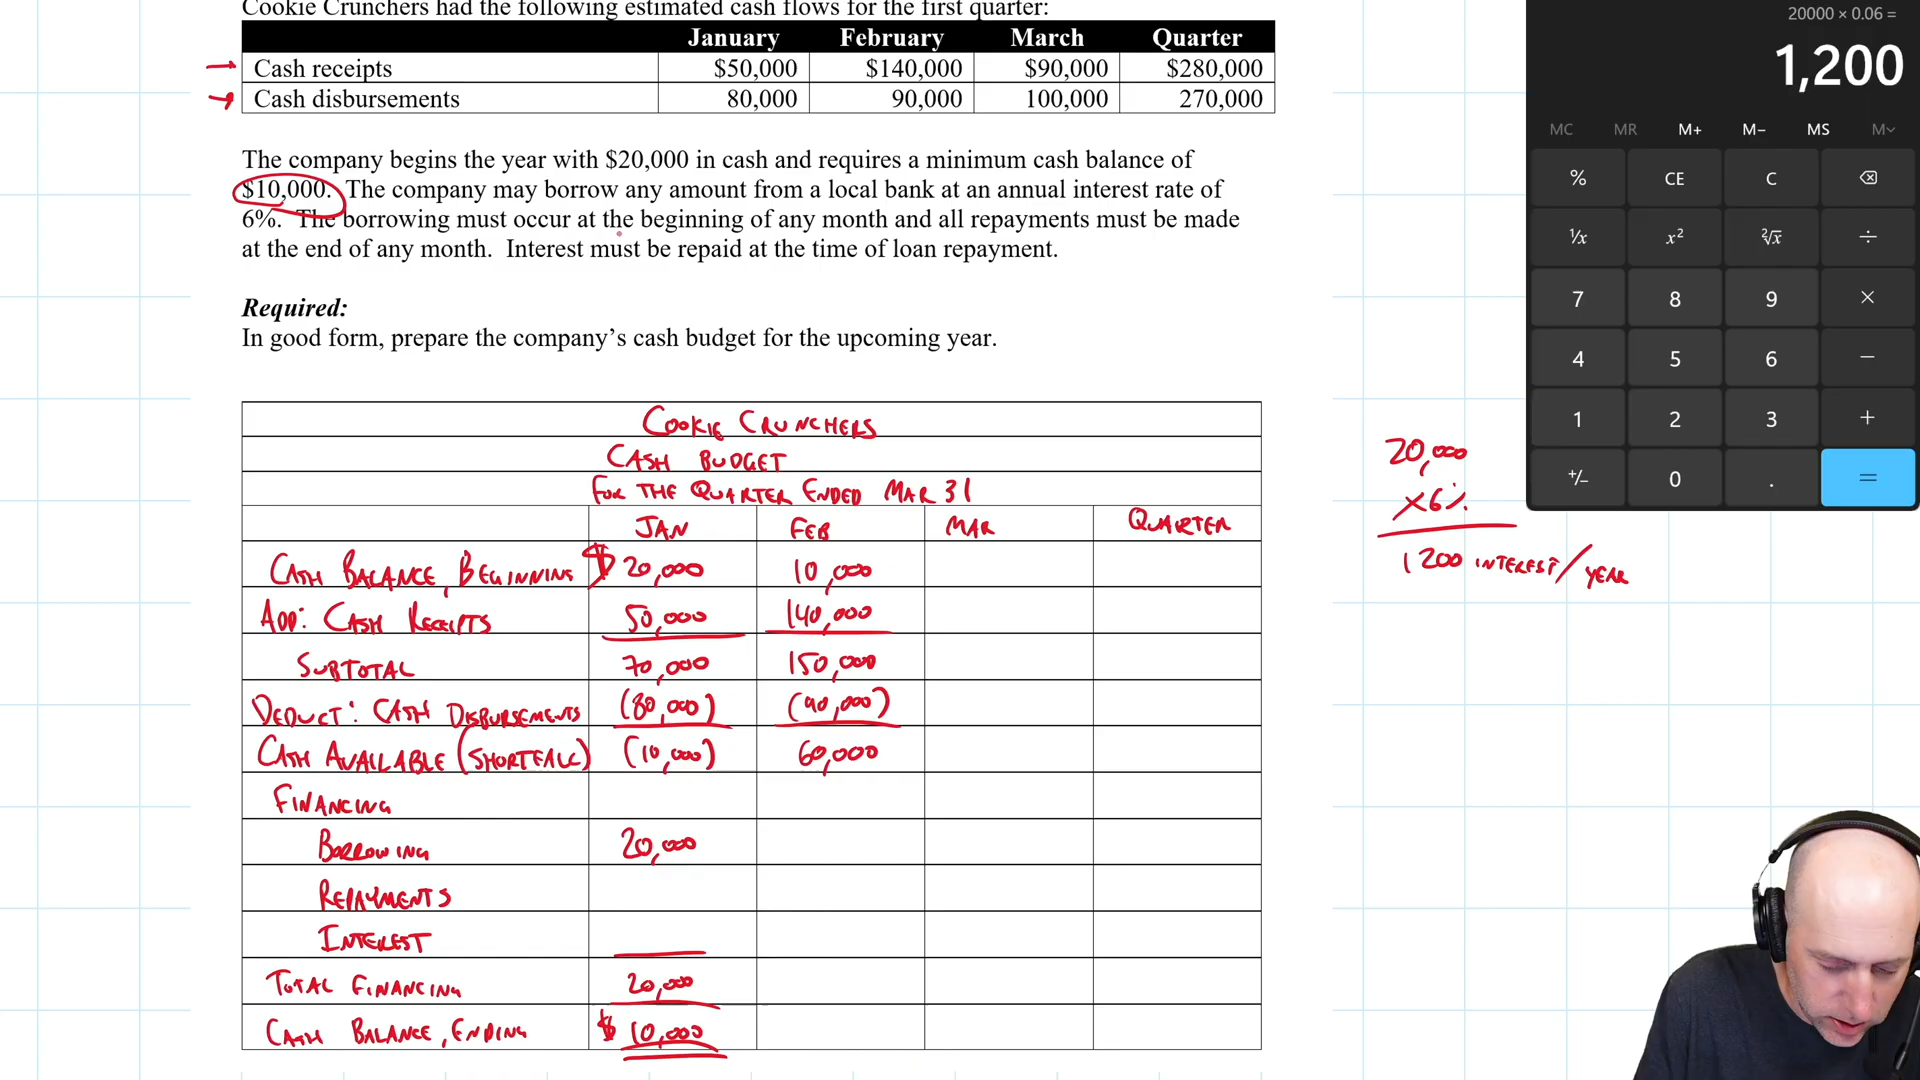 Cookie Crunchers had the following estimated cash flows for the first quarter:
January February March Quarter
Cash receipts $50,000 $140,000 $90,000 $280,000
Cash disbursements 80,000 90,000 100,000 270,000
The company begins the year with $20,000 in cash and requires a minimum cash balance of
$10,000. The company may borrow any amount from a local bank at an annual interest rate of
6%. The borrowing must occur at the beginning of any month and all repayments must be made
at the end of any month. Interest must be repaid at the time of loan repayment.
Required:
In good form, prepare the company’s cash budget for the upcoming year.
COOKIE CRUNCHERS
CASH BUDGET
FOR THE QUARTER ENDED MAR 31
JAN FEB MAR QUARTER
CASH BALANCE, BEGINNING $ 20,000 10,000
ADD: CASH RECEIPTS 50,000 140,000
SUBTOTAL 70,000 150,000
DEDUCT: CASH DISBURSEMENTS (80,000) (90,000)
CASH AVAILABLE (SHORTFALL) (10,000) 60,000
FINANCING
BORROWING 20,000
REPAYMENTS
INTEREST
TOTAL FINANCING 20,000
CASH BALANCE, ENDING $ 10,000
20,000
×6%
1200 INTEREST/YEAR
20000 × 0.06 =
1,200
MC MR M+ M− MS M˅
% CE C ⌫
¹/x x² ²√x ÷
7 8 9 ×
4 5 6 −
1 2 3 +
+/− 0 . =